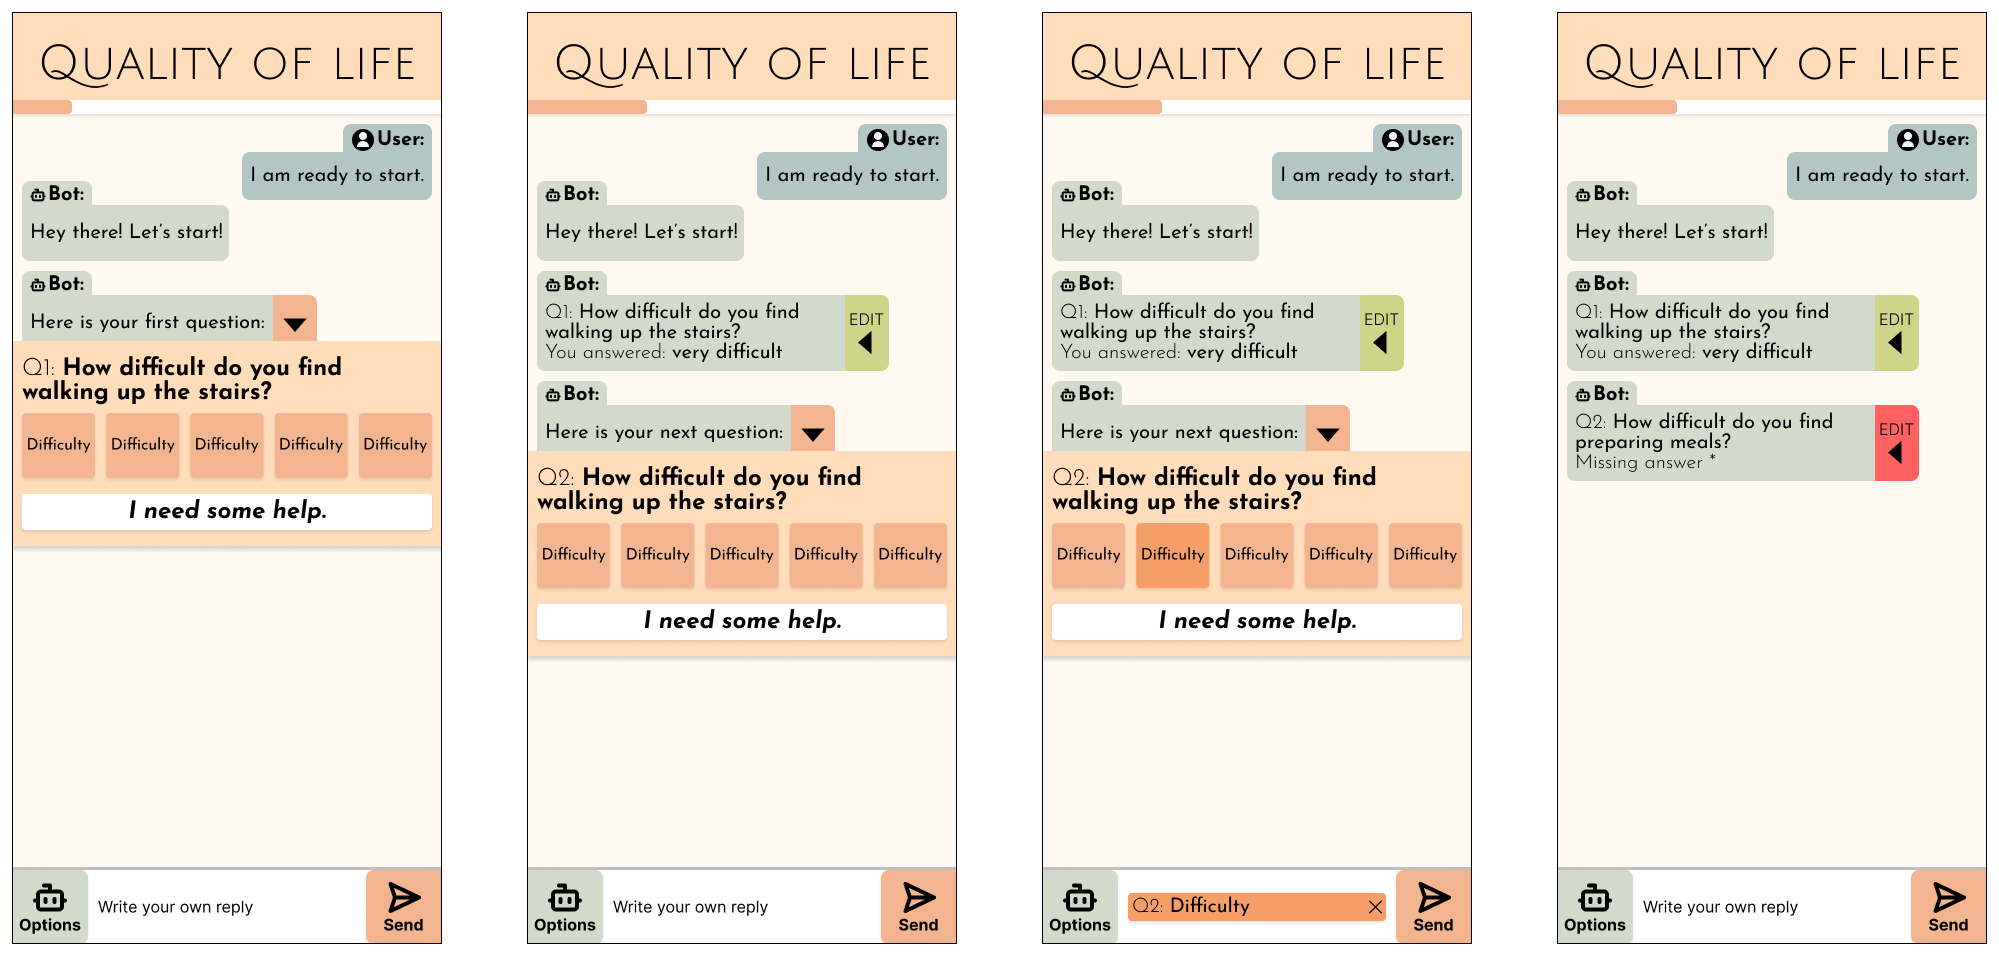 QUALITY OF LIFE
User:
I am ready to start.
Bot:
Hey there! Let's start!
Bot:
Here is your first question:
Q1: How difficult do you find
walking up the stairs?
Difficulty Difficulty Difficulty Difficulty Difficulty
I need some help.
Options
Write your own reply
Send
QUALITY OF LIFE
User:
I am ready to start.
Bot:
Hey there! Let's start!
Bot:
Q1: How difficult do you find
walking up the stairs?
You answered: very difficult
EDIT
Bot:
Here is your next question:
Q2: How difficult do you find
walking up the stairs?
Difficulty Difficulty Difficulty Difficulty Difficulty
I need some help.
Options
Write your own reply
Send
QUALITY OF LIFE
User:
I am ready to start.
Bot:
Hey there! Let's start!
Bot:
Q1: How difficult do you find
walking up the stairs?
You answered: very difficult
EDIT
Bot:
Here is your next question:
Q2: How difficult do you find
walking up the stairs?
Difficulty Difficulty Difficulty Difficulty Difficulty
I need some help.
Options
Q2: Difficulty
Send
QUALITY OF LIFE
User:
I am ready to start.
Bot:
Hey there! Let's start!
Bot:
Q1: How difficult do you find
walking up the stairs?
You answered: very difficult
EDIT
Bot:
Q2: How difficult do you find
preparing meals?
Missing answer *
EDIT
Options
Write your own reply
Send